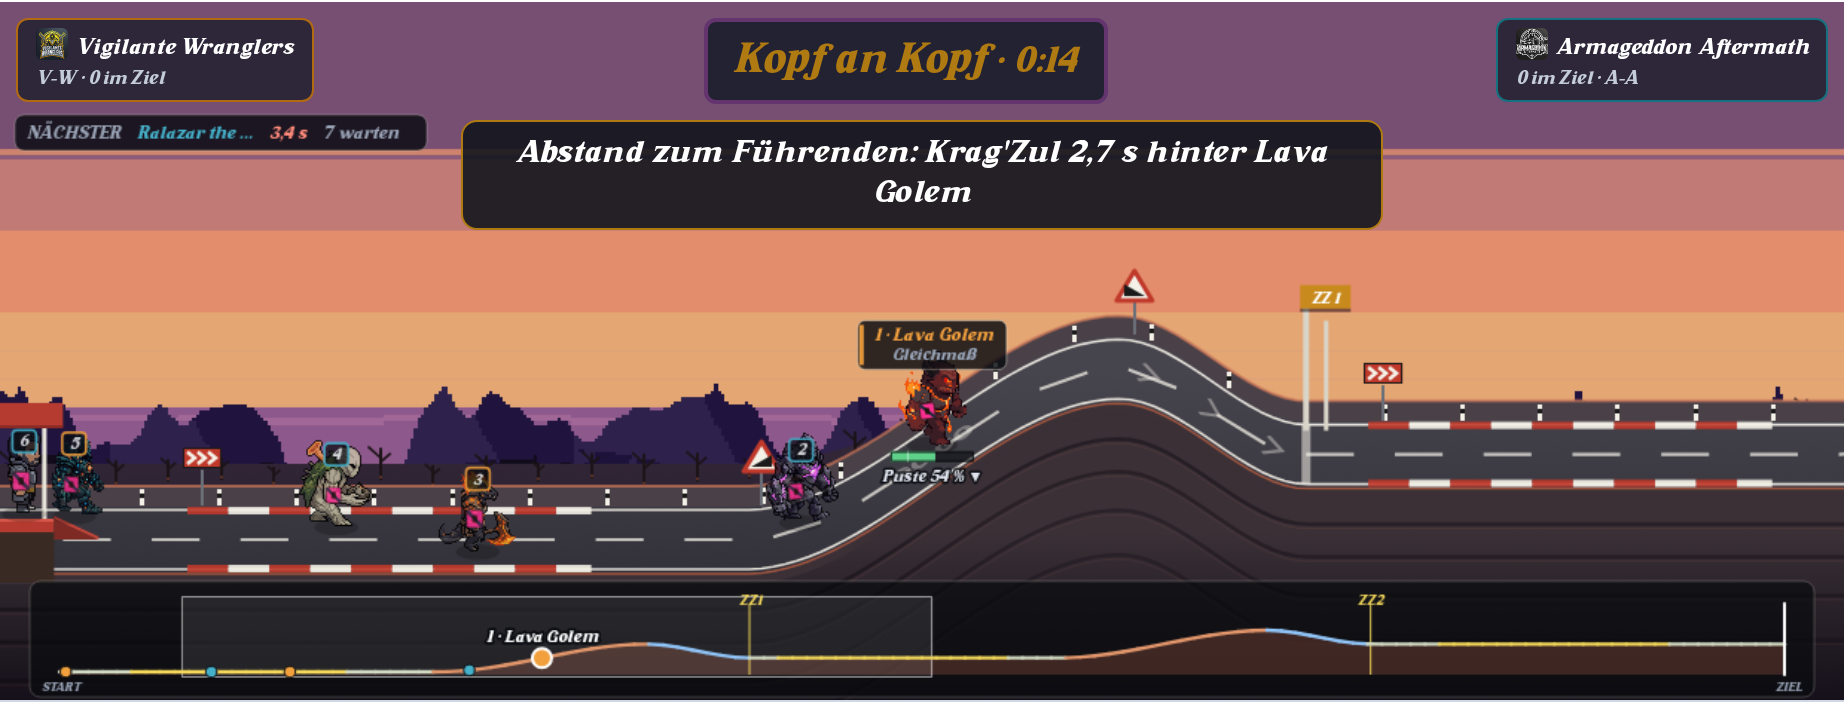 Vigilante Wranglers
V-W · 0 im Ziel
Kopf an Kopf · 0:14
Armageddon Aftermath
0 im Ziel · A-A
NÄCHSTER Ralazar the ... 3,4 s 7 warten
Abstand zum Führenden: Krag'Zul 2,7 s hinter Lava
Golem
ZZ 1
1 · Lava Golem
Gleichmaß
6
5
4
3
2
Puste 54 % ▼
ZZ1
ZZ2
1 · Lava Golem
START
ZIEL